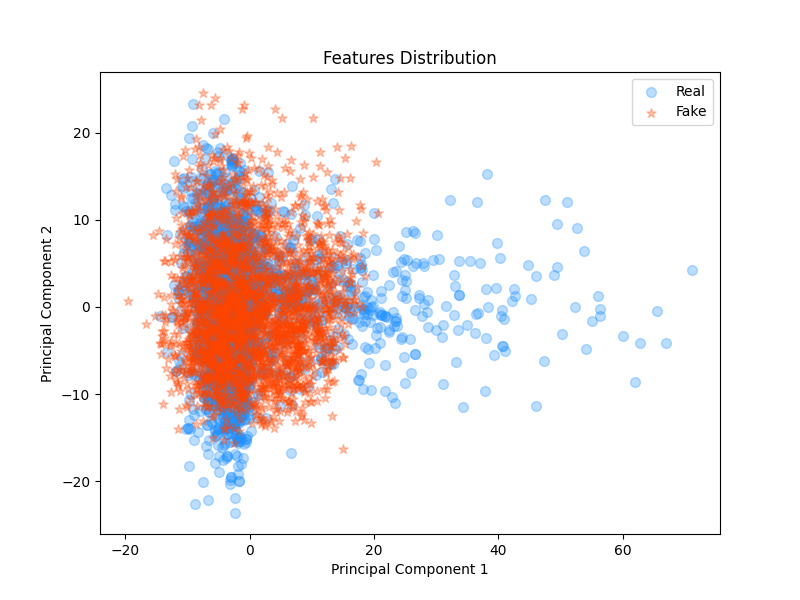 Features Distribution
Real
Fake
20
10
0
−10
−20
Principal Component 2
−20
0
20
40
60
Principal Component 1